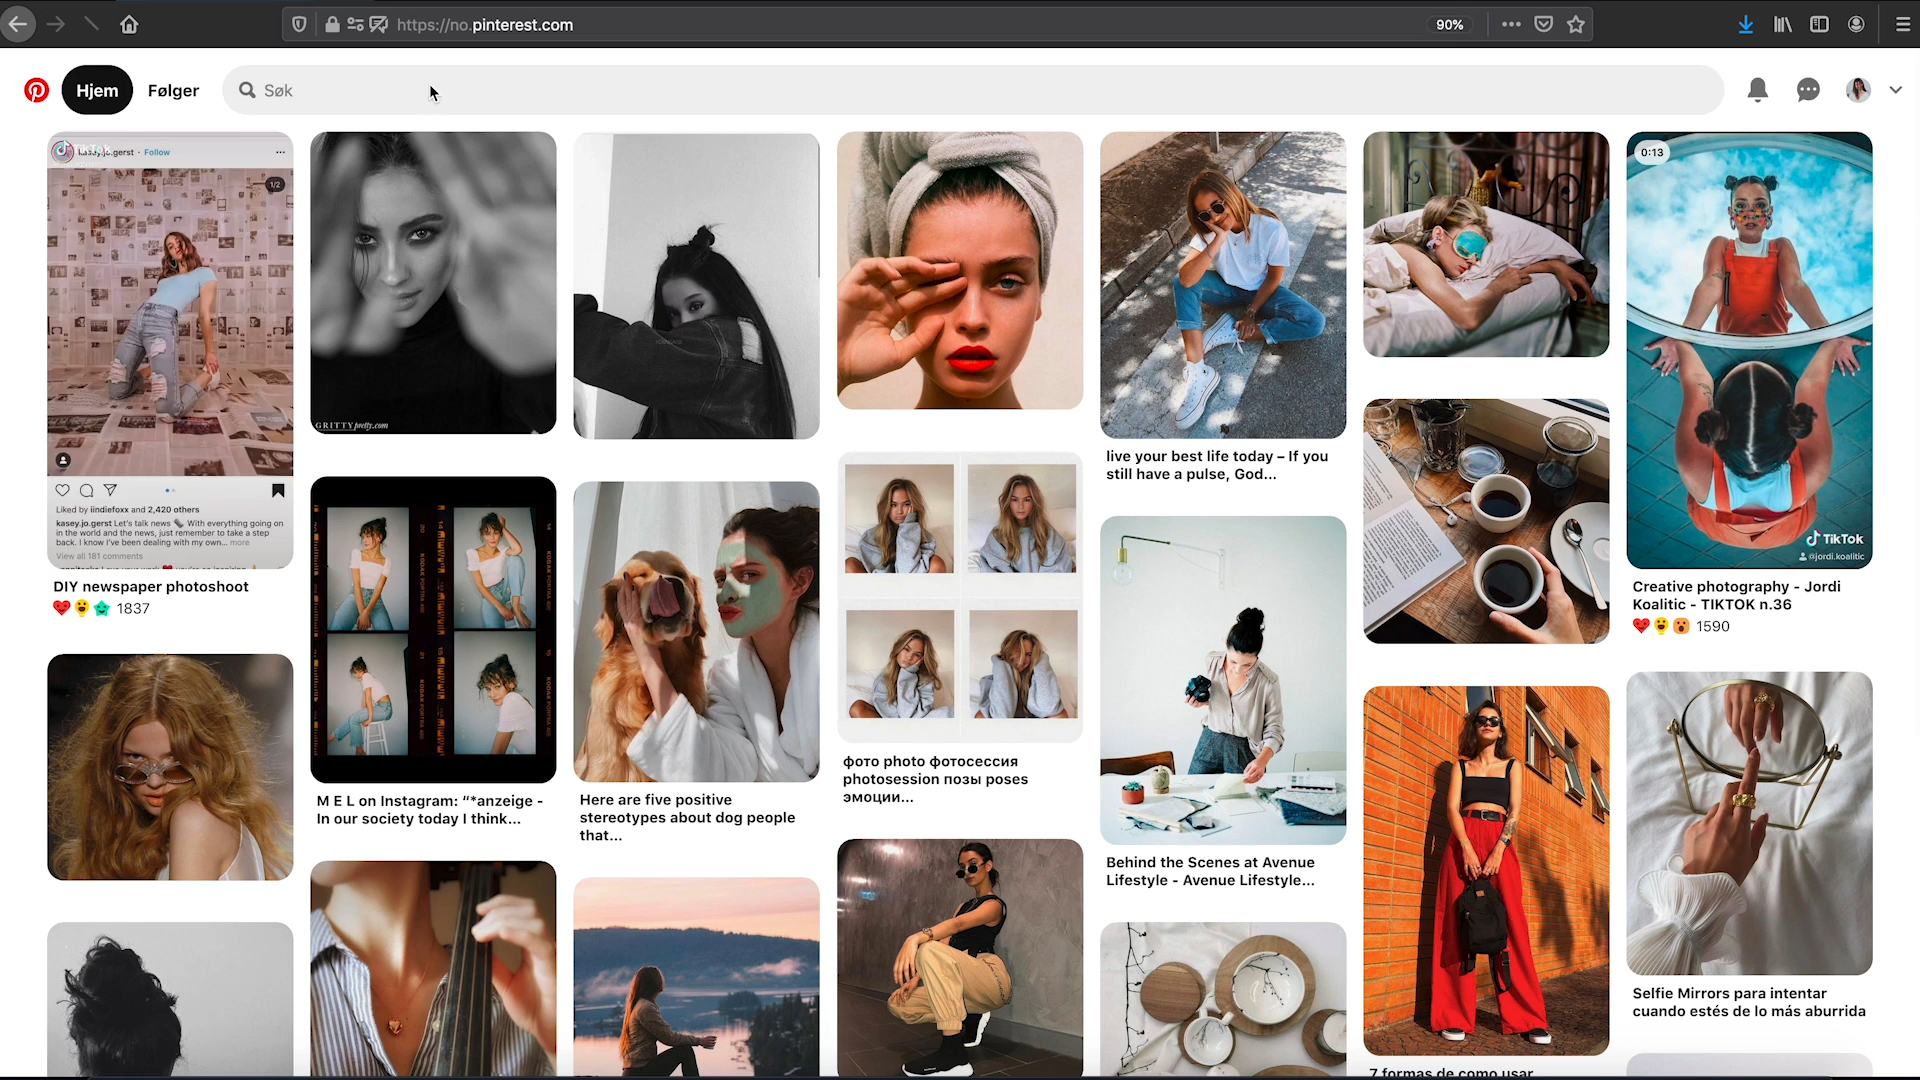 https://no.pinterest.com
90%
Hjem
Følger
Søk
TikTok
kasey.jo.gerst · Follow
1/2
Liked by iindiefoxx and 2,420 others
kasey.jo.gerst Let's talk news 🗞 With everything going on
in the world and the news, just remember to take a step
back. I know I've been dealing with my own... more
View all 181 comments
DIY newspaper photoshoot
1837
GRITTYpretty.com
KODAK PORTRA 400
M E L on Instagram: “*anzeige -
In our society today I think...
Here are five positive
stereotypes about dog people
that...
фото photo фотосессия
photosession позы poses
эмоции...
live your best life today – If you
still have a pulse, God...
Behind the Scenes at Avenue
Lifestyle - Avenue Lifestyle...
7 formas de como usar
0:13
TikTok
@jordi.koalitic
Creative photography - Jordi
Koalitic - TIKTOK n.36
1590
Selfie Mirrors para intentar
cuando estés de lo más aburrida